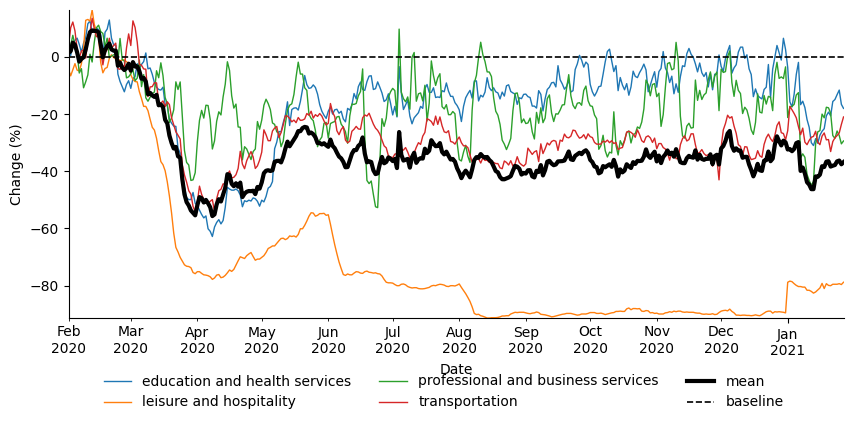 Change (%)
0
−20
−40
−60
−80
Feb Mar Apr May Jun Jul Aug Sep Oct Nov Dec Jan
2020 2020 2020 2020 2020 2020 2020 2020 2020 2020 2020 2021
Date
education and health services professional and business services mean
leisure and hospitality transportation baseline